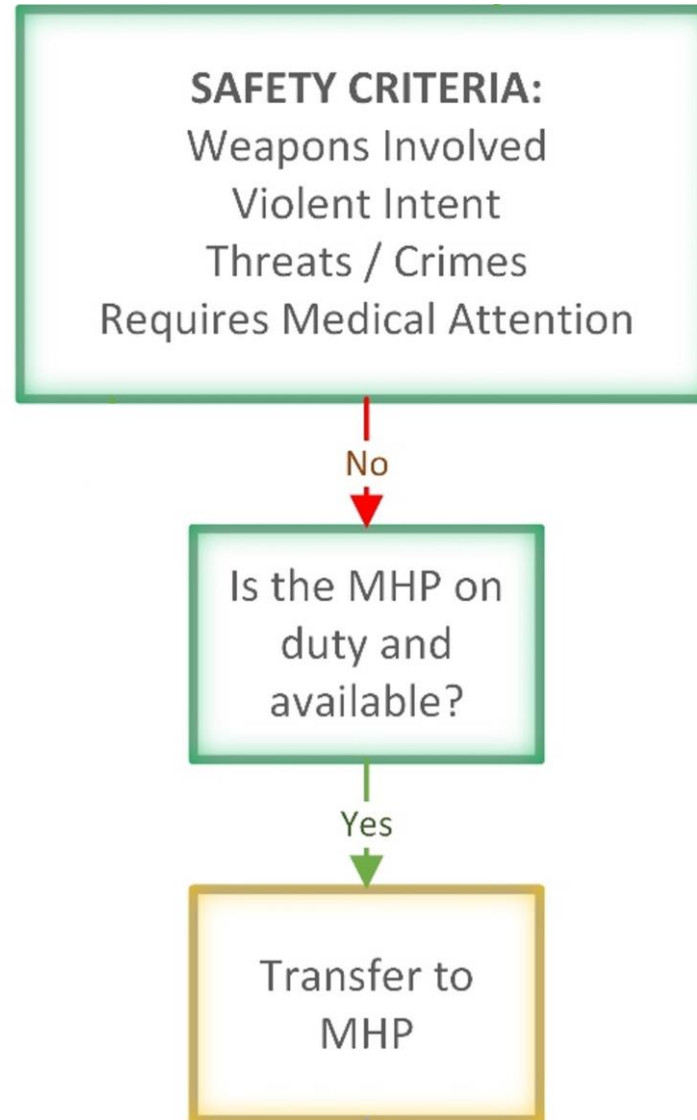 SAFETY CRITERIA:
Weapons Involved
Violent Intent
Threats / Crimes
Requires Medical Attention
No
Is the MHP on
duty and
available?
Yes
Transfer to
MHP